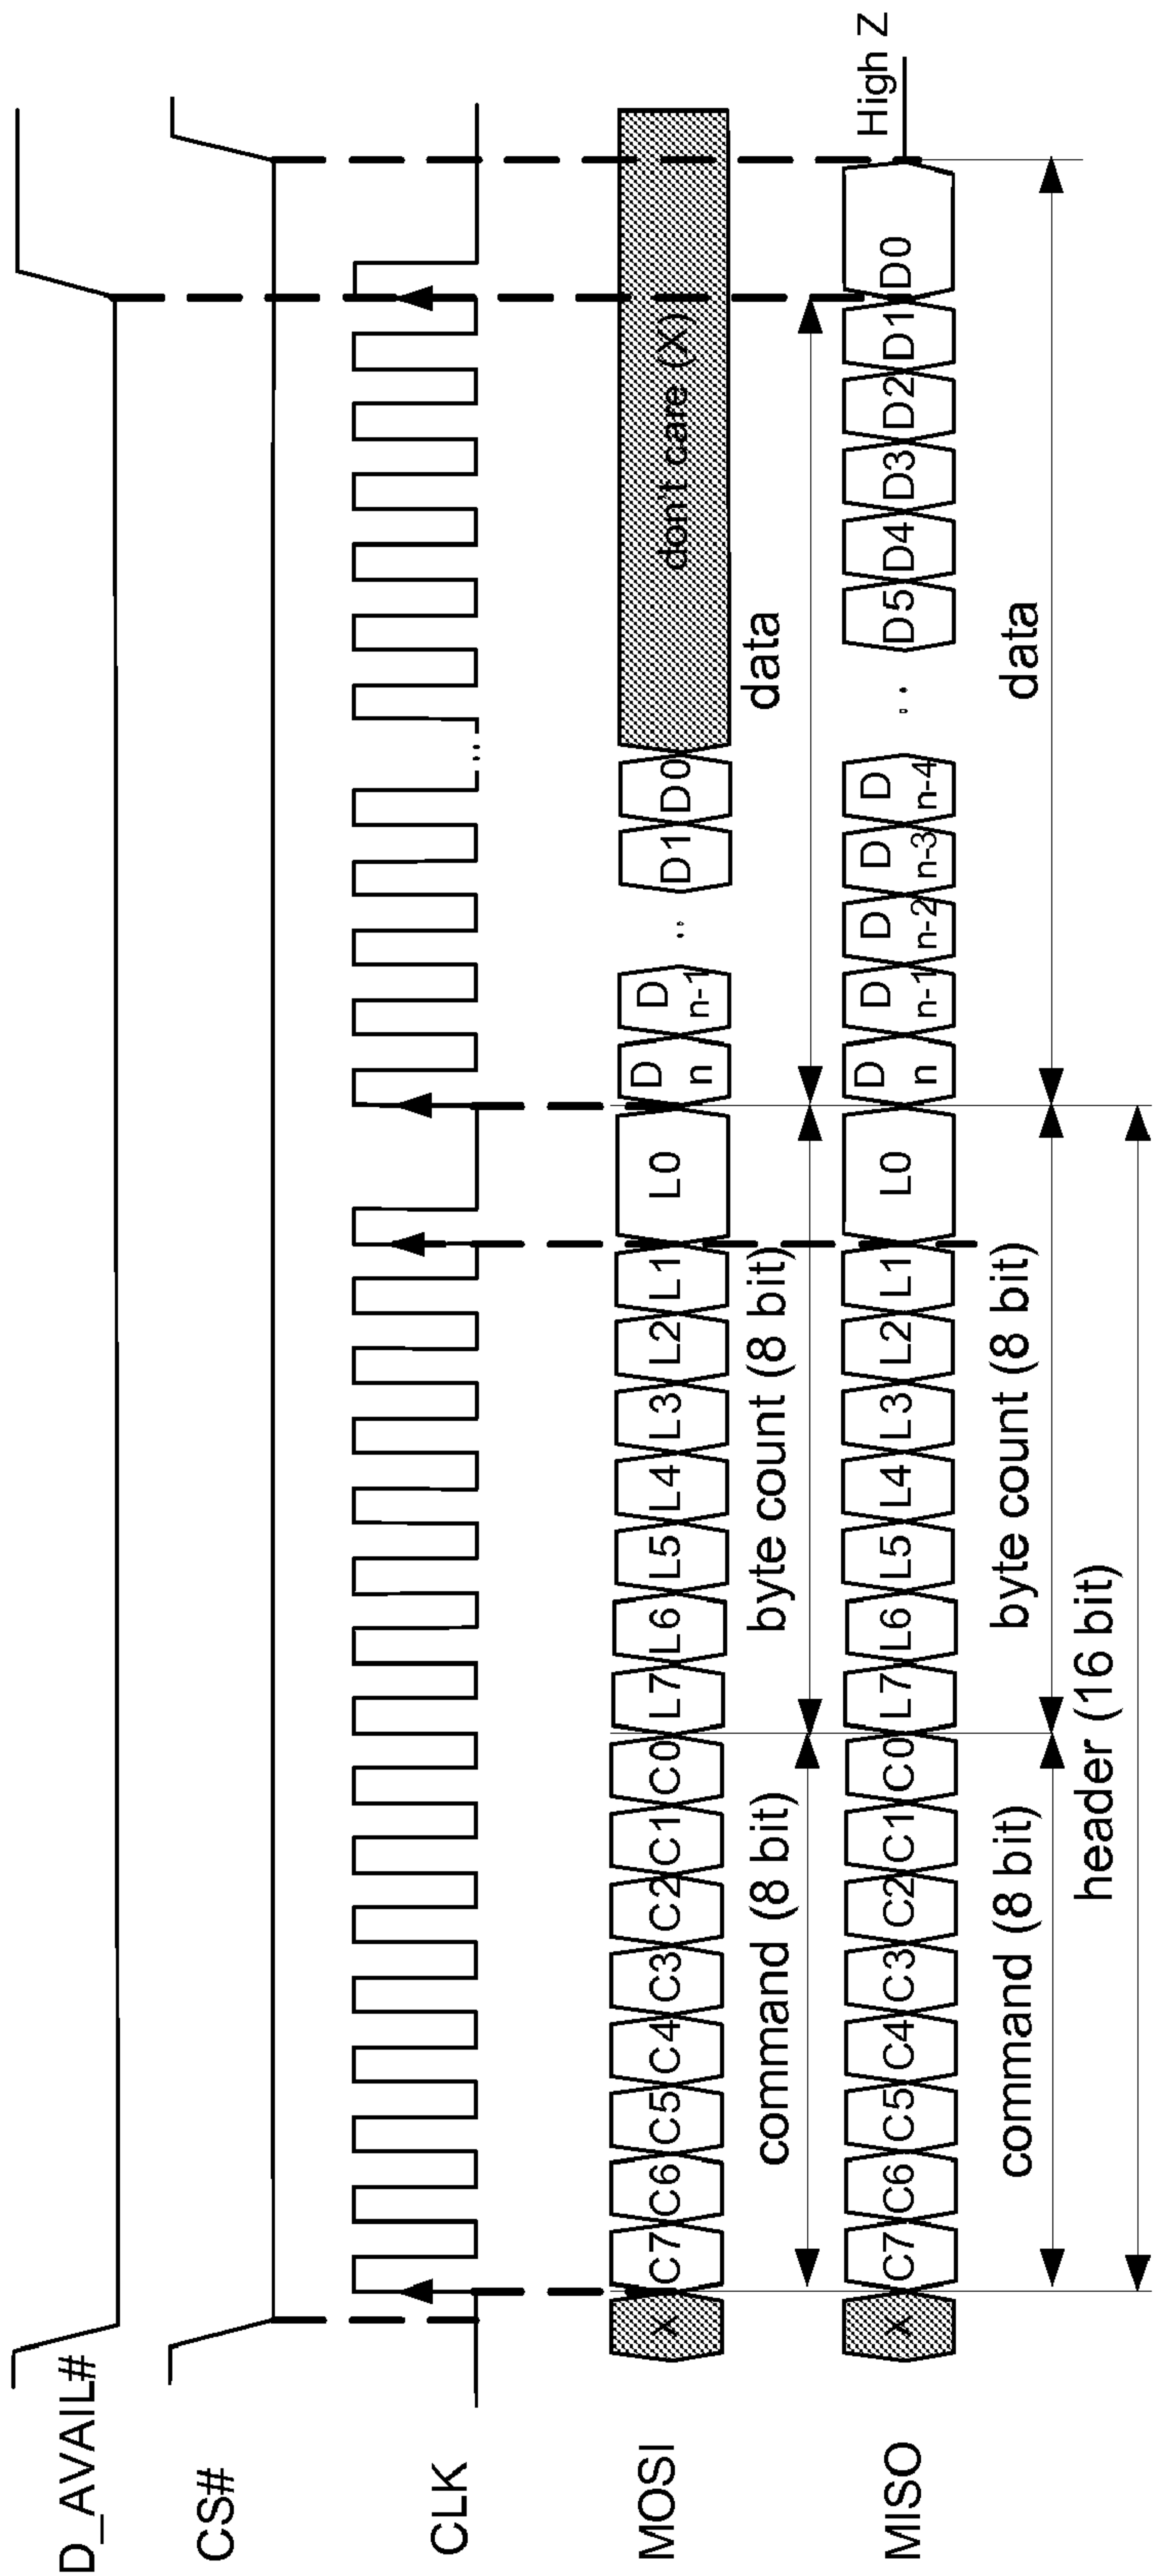 D_AVAIL#
CS#
CLK
...
MOSI
X C7 C6 C5 C4 C3 C2 C1 C0 L7 L6 L5 L4 L3 L2 L1 L0 D n D n-1 .. D1 D0 don't care (X)
command (8 bit) byte count (8 bit) data
MISO
X C7 C6 C5 C4 C3 C2 C1 C0 L7 L6 L5 L4 L3 L2 L1 L0 D n D n-1 D n-2 D n-3 D n-4 .. D5 D4 D3 D2 D1 D0 High Z
command (8 bit) byte count (8 bit) data
header (16 bit)